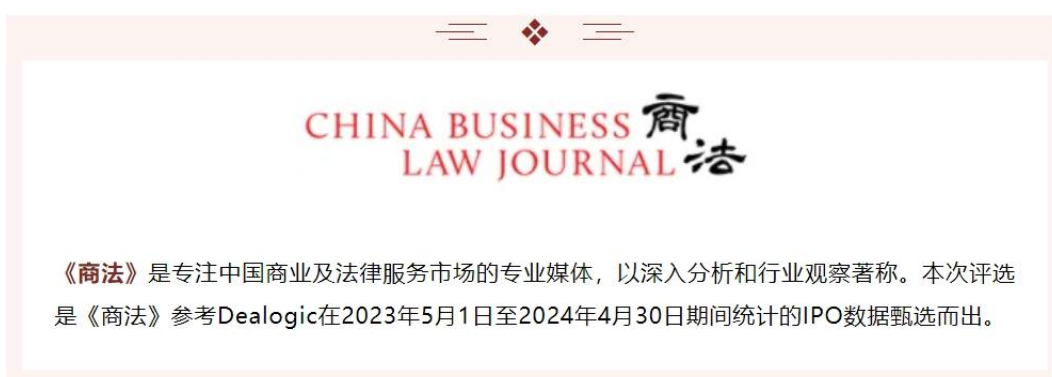 CHINA BUSINESS 商
LAW JOURNAL 法
《商法》是专注中国商业及法律服务市场的专业媒体，以深入分析和行业观察著称。本次评选
是《商法》参考Dealogic在2023年5月1日至2024年4月30日期间统计的IPO数据甄选而出。